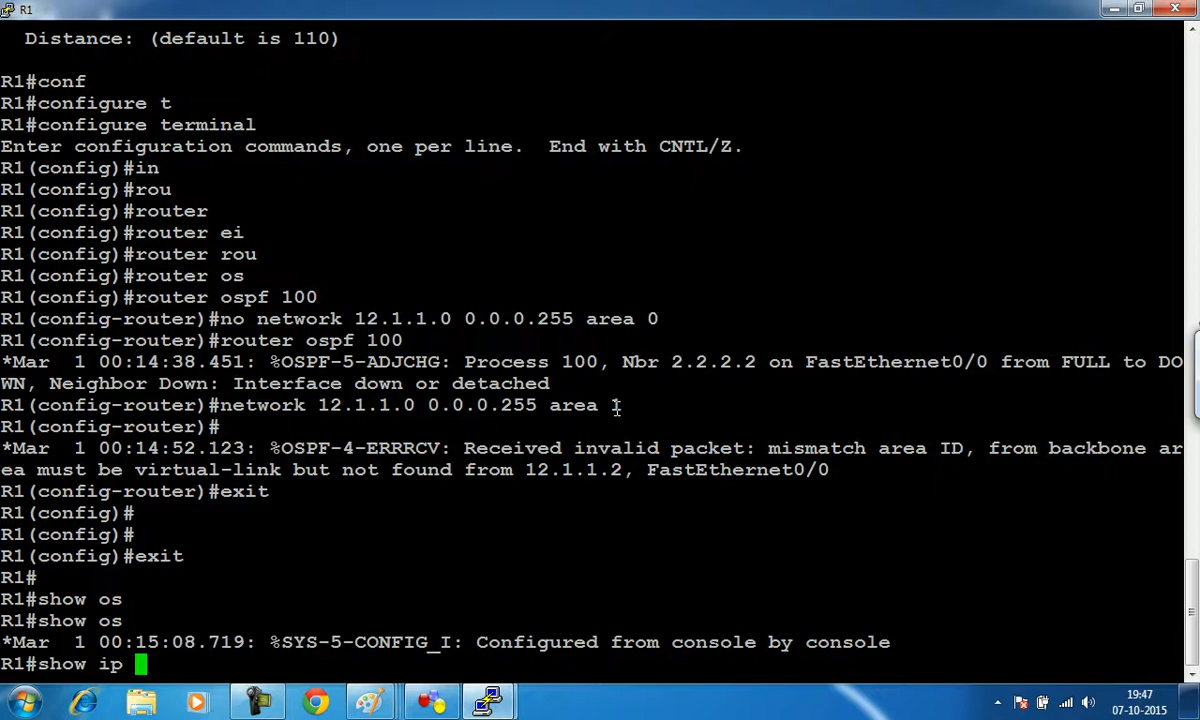 R1
Distance: (default is 110)
R1#conf
R1#configure t
R1#configure terminal
Enter configuration commands, one per line.  End with CNTL/Z.
R1(config)#in
R1(config)#rou
R1(config)#router
R1(config)#router ei
R1(config)#router rou
R1(config)#router os
R1(config)#router ospf 100
R1(config-router)#no network 12.1.1.0 0.0.0.255 area 0
R1(config-router)#router ospf 100
*Mar  1 00:14:38.451: %OSPF-5-ADJCHG: Process 100, Nbr 2.2.2.2 on FastEthernet0/0 from FULL to DO
WN, Neighbor Down: Interface down or detached
R1(config-router)#network 12.1.1.0 0.0.0.255 area 1
R1(config-router)#
*Mar  1 00:14:52.123: %OSPF-4-ERRRCV: Received invalid packet: mismatch area ID, from backbone ar
ea must be virtual-link but not found from 12.1.1.2, FastEthernet0/0
R1(config-router)#exit
R1(config)#
R1(config)#
R1(config)#exit
R1#
R1#show os
R1#show os
*Mar  1 00:15:08.719: %SYS-5-CONFIG_I: Configured from console by console
R1#show ip
19:47
07-10-2015